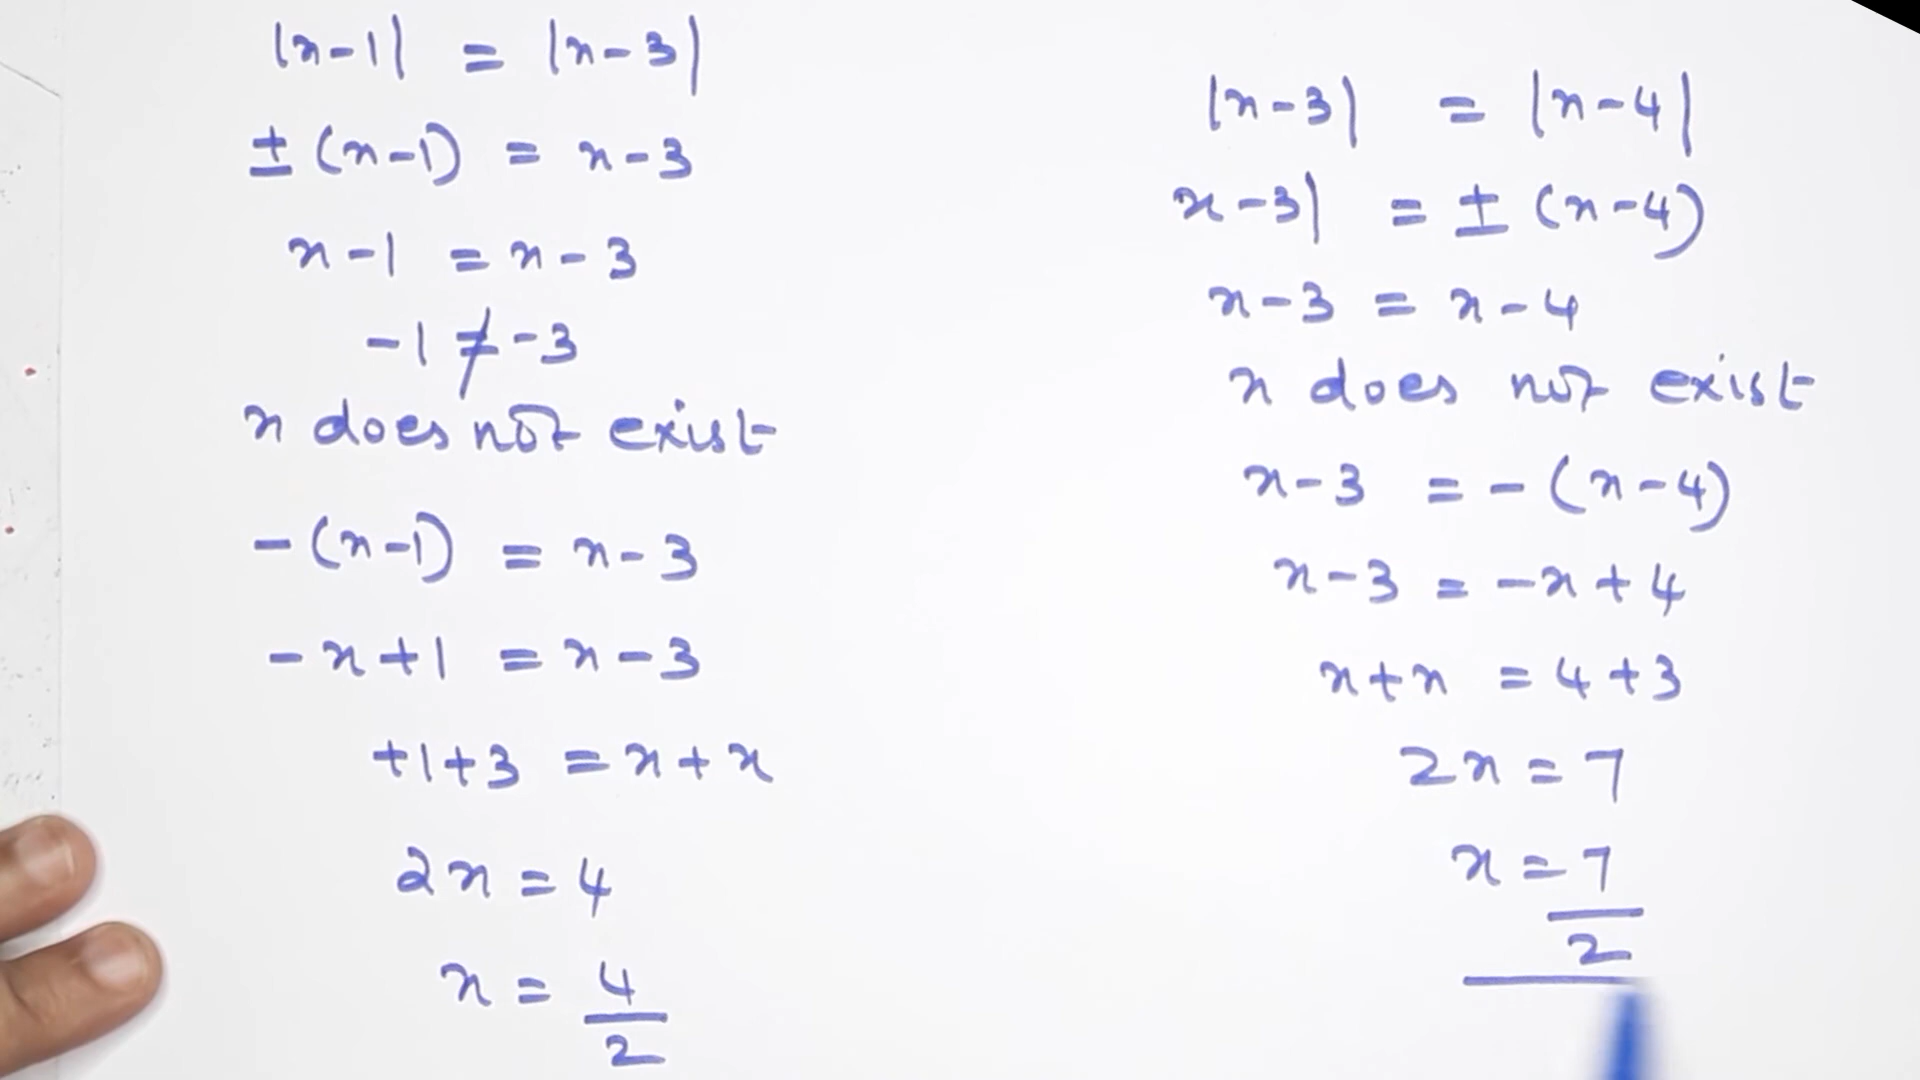 |x-1| = |x-3|
± (x-1) = x-3
x-1 = x-3
-1 ≠ -3
x does not exist
-(x-1) = x-3
-x+1 = x-3
+1+3 = x+x
2x = 4
x = 4/2
|x-3| = |x-4|
x-3| = ± (x-4)
x-3 = x-4
x does not exist
x-3 = -(x-4)
x-3 = -x+4
x+x = 4+3
2x = 7
x = 7/2